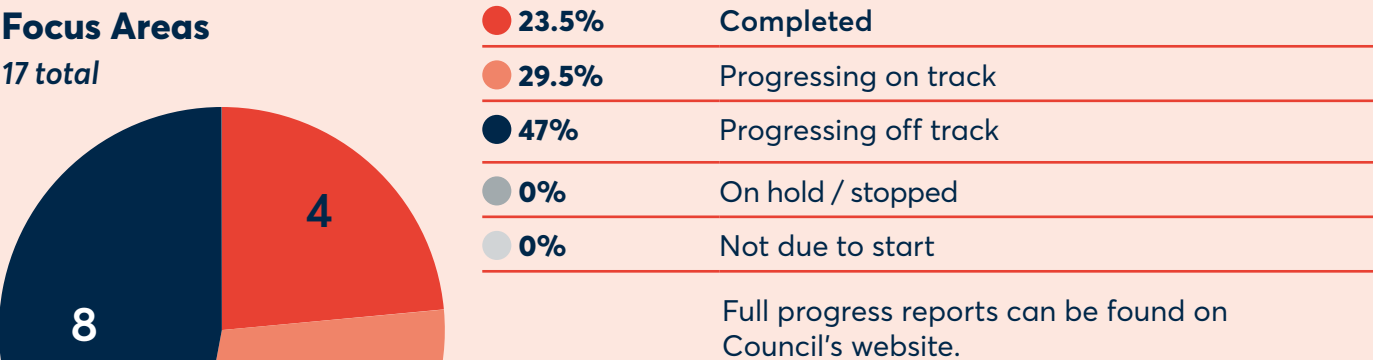 Focus Areas
17 total
4
8
23.5% Completed
29.5% Progressing on track
47% Progressing off track
0% On hold / stopped
0% Not due to start
Full progress reports can be found on
Council's website.